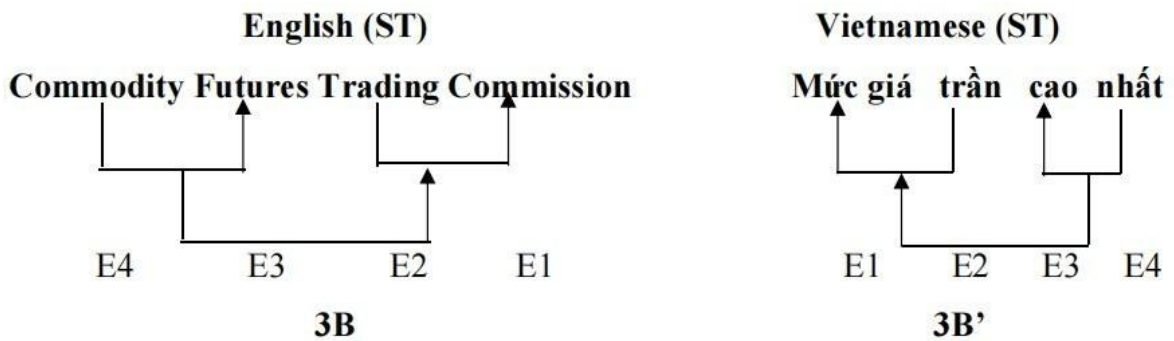 English (ST) Vietnamese (ST)
Commodity Futures Trading Commission Mức giá trần cao nhất
E4 E3 E2 E1 E1 E2 E3 E4
3B 3B’